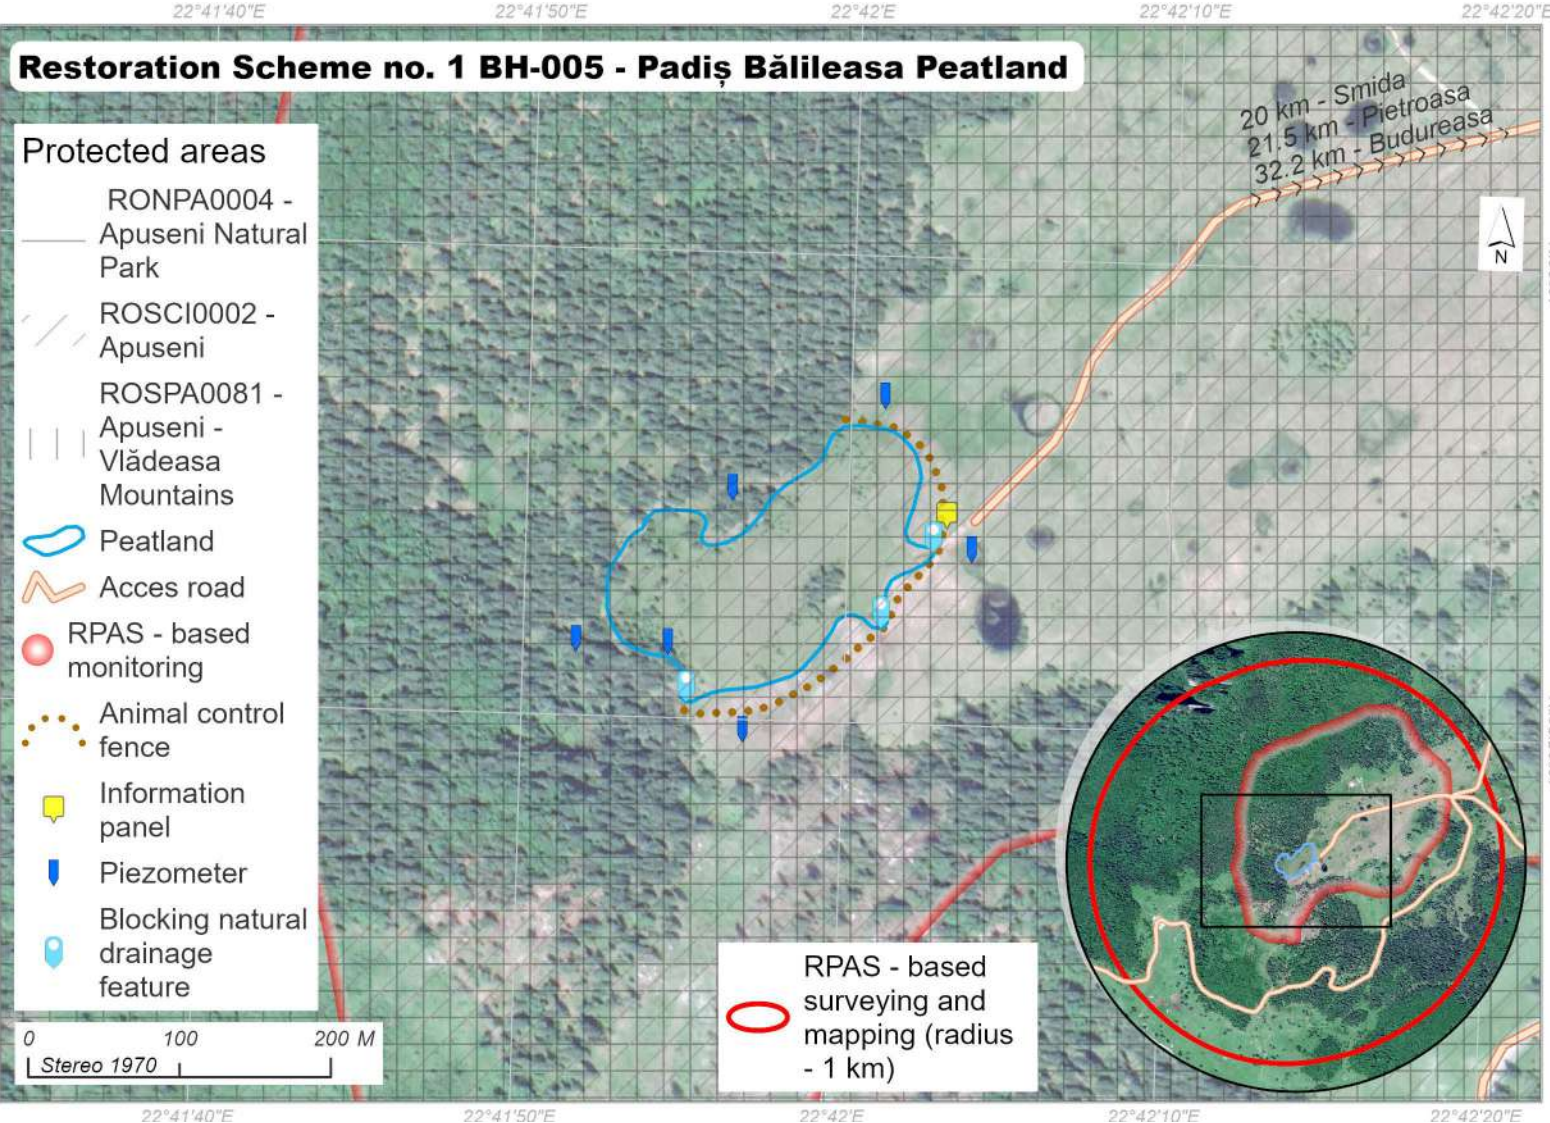 22°41'40"E 22°41'50"E 22°42'E 22°42'10"E 22°42'20"E
Restoration Scheme no. 1 BH-005 - Padiș Bălileasa Peatland
20 km - Smida
21.5 km - Pietroasa
32.2 km - Budureasa
N
Protected areas
RONPA0004 -
Apuseni Natural
Park
ROSCI0002 -
Apuseni
ROSPA0081 -
Apuseni -
Vlădeasa
Mountains
Peatland
Acces road
RPAS - based
monitoring
Animal control
fence
Information
panel
Piezometer
Blocking natural
drainage
feature
0 100 200 M
Stereo 1970
RPAS - based
surveying and
mapping (radius
- 1 km)
22°41'40"E 22°41'50"E 22°42'E 22°42'10"E 22°42'20"E